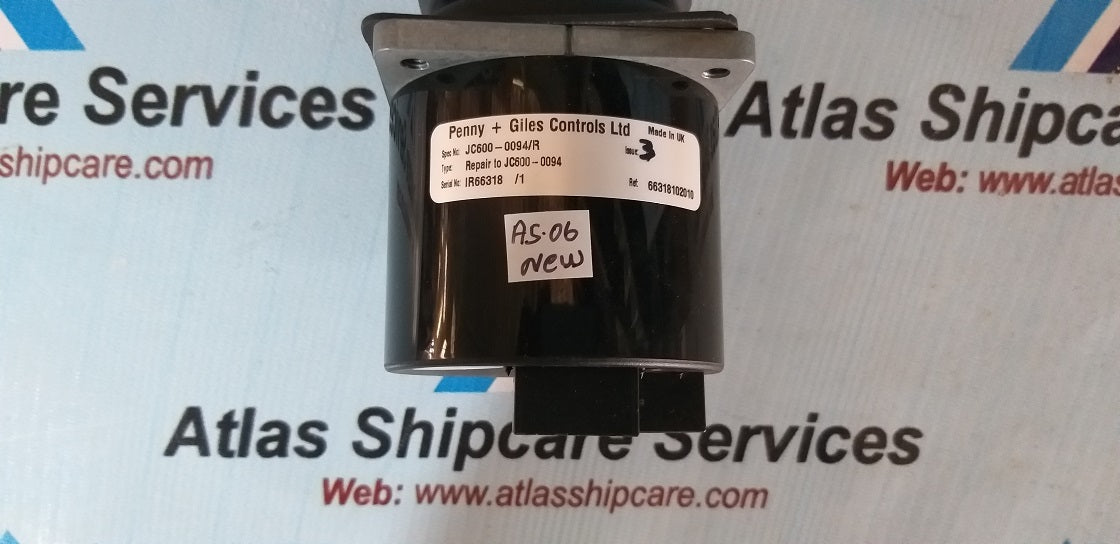 re Services
shipcare.com
Atlas Shipca
Web: www.atlas
Penny + Giles Controls Ltd
Made in UK
Spec No: JC600-0094/R
Issue: 3
Type: Repair to JC600-0094
Serial No: IR66318 /1
Ref: 66318102010
AS.06
New
Atlas Shipcare Services
Web: www.atlasshipcare.com